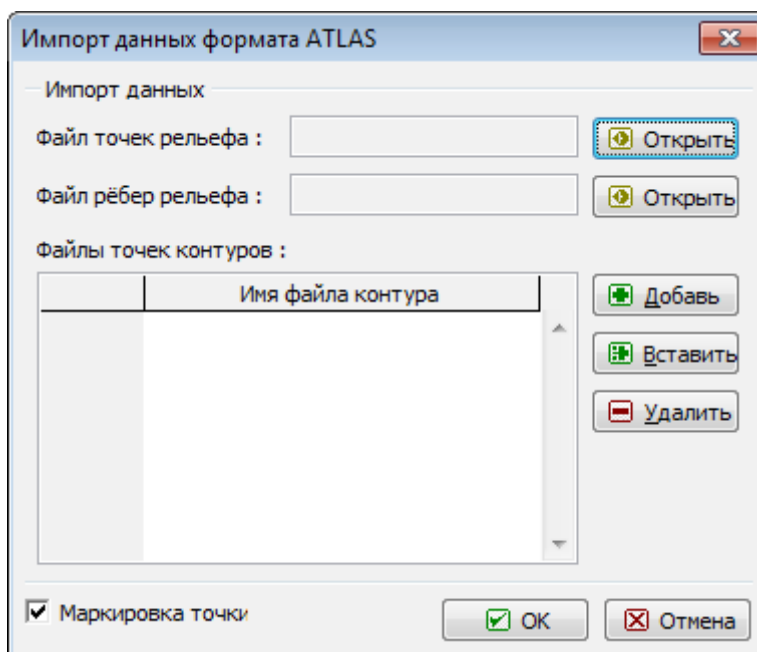 Импорт данных формата ATLAS
Импорт данных
Файл точек рельефа :
Открыть
Файл рёбер рельефа :
Открыть
Файлы точек контуров :
Имя файла контура
Добавь
Вставить
Удалить
Маркировка точки
OK
Отмена